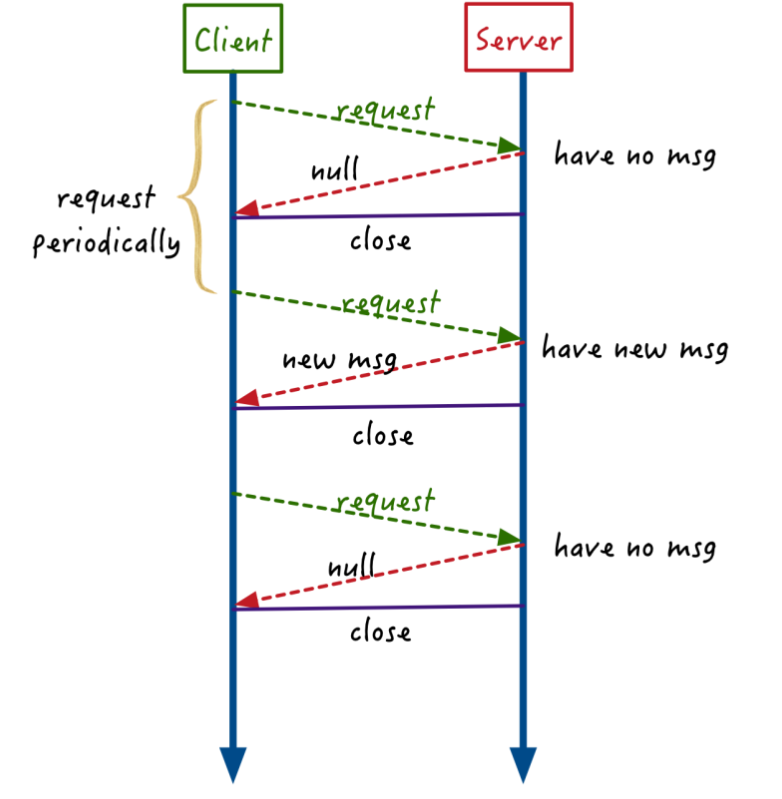 Client
Server
request
have no msg
null
request
periodically
close
request
have new msg
new msg
close
request
have no msg
null
close